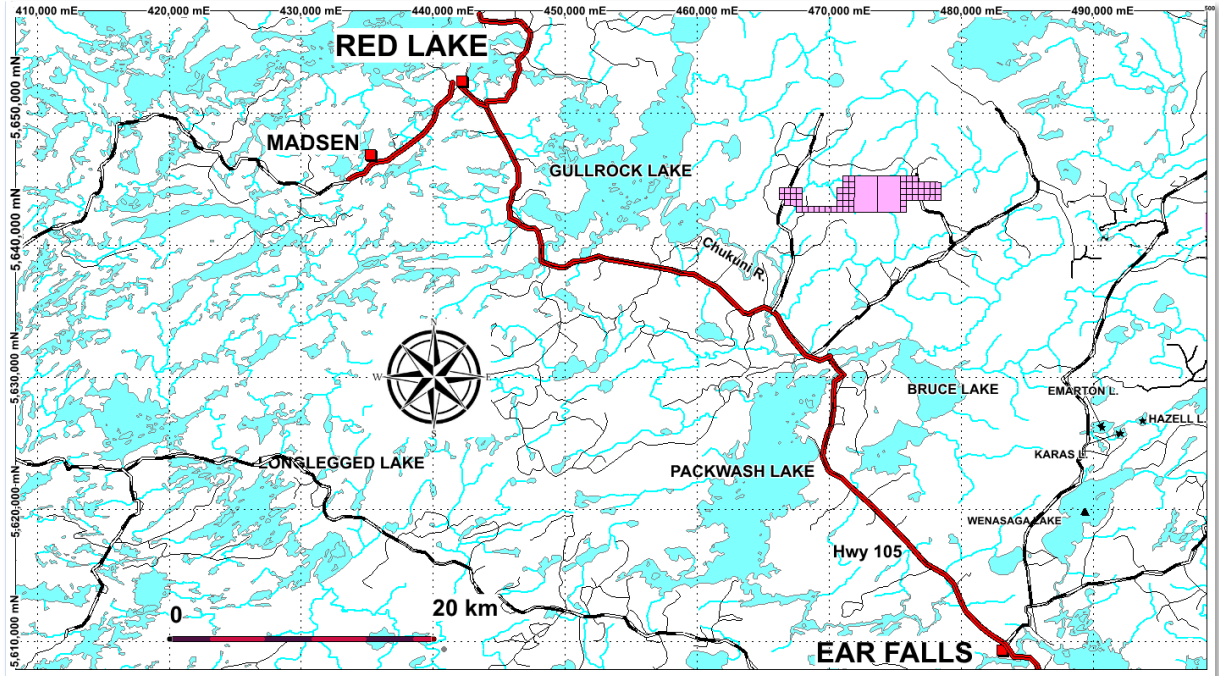 410,000 mE 420,000 mE 430,000 mE 440,000 mE 450,000 mE 460,000 mE 470,000 mE 480,000 mE 490,000 mE 500
RED LAKE
5,650,000 mN
MADSEN
GULLROCK LAKE
5,640,000 mN
Chukuni R
N
W E
S
5,630,000 mN
BRUCE LAKE
EMARTON L.
HAZELL L.
KARAS L.
LONGLEGGED LAKE
PACKWASH LAKE
5,620,000 mN
WENASAGA LAKE
Hwy 105
0 20 km
5,610,000 mN
EAR FALLS